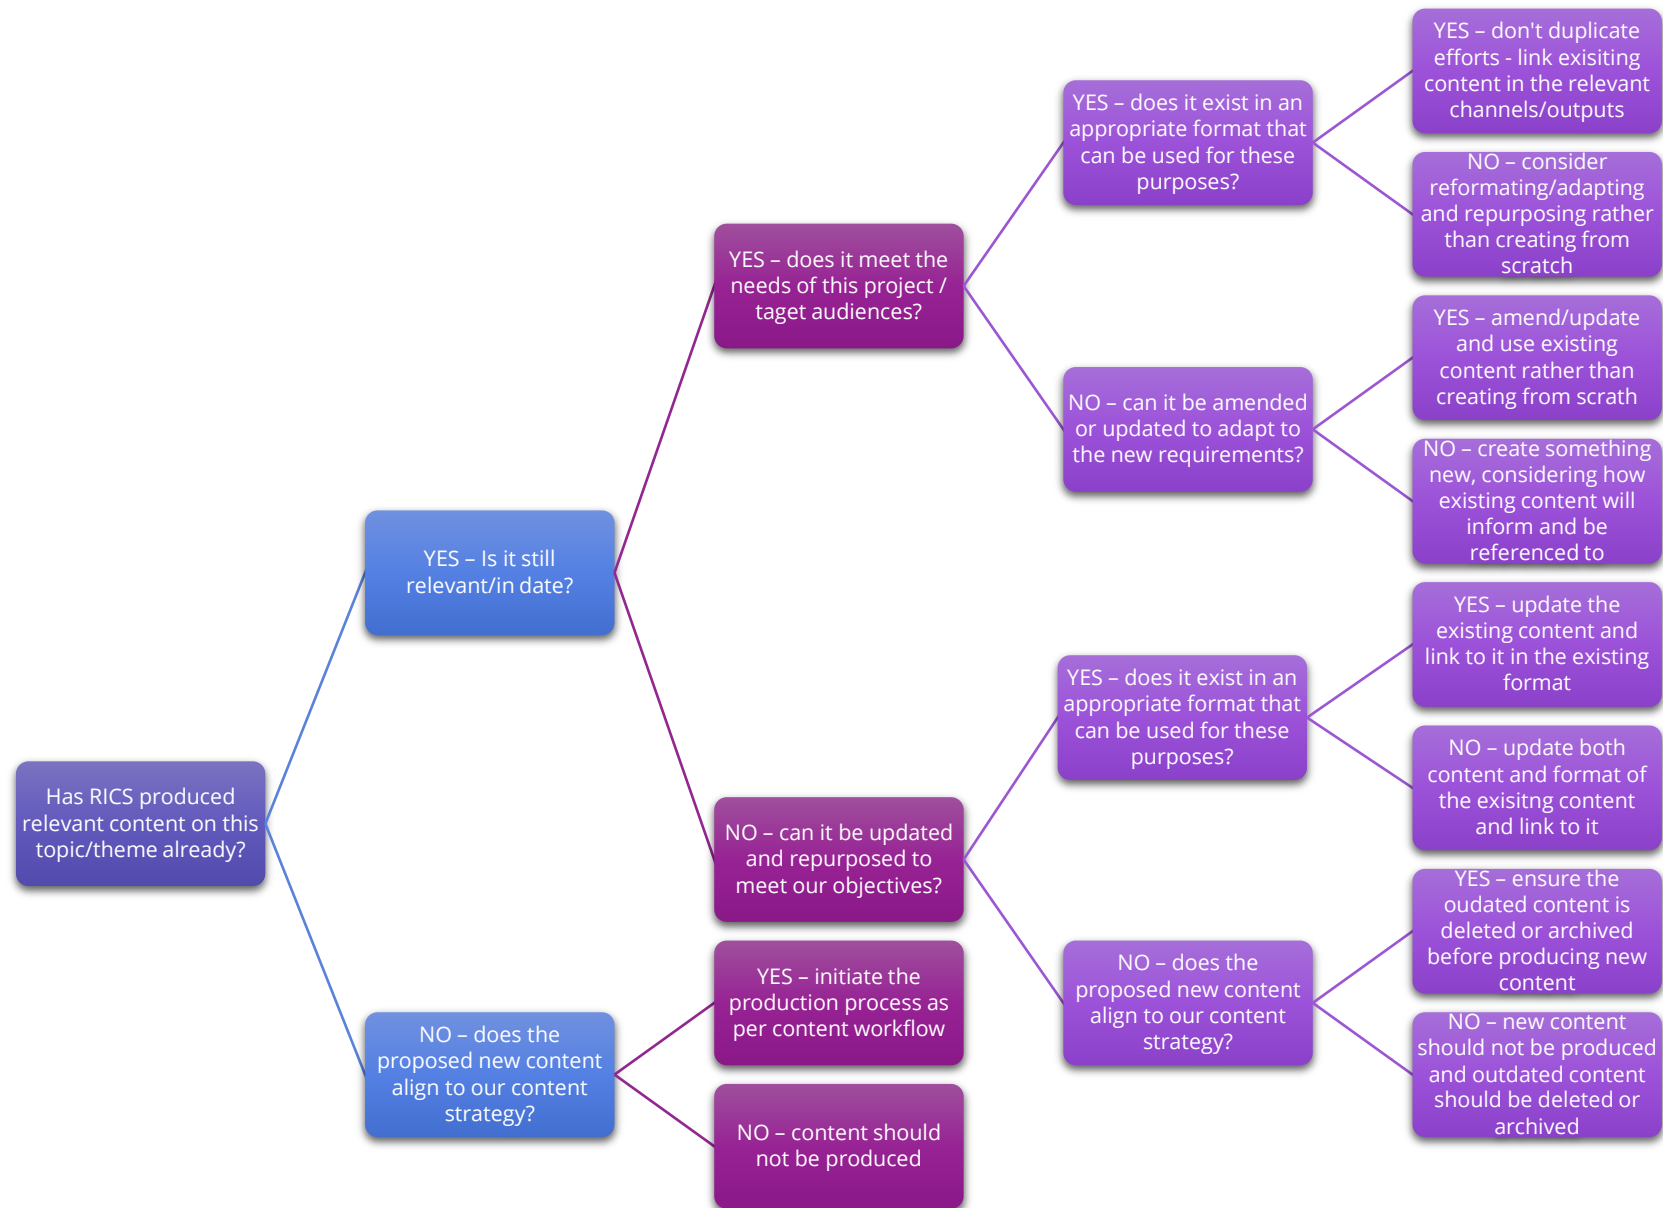 Has RICS produced
relevant content on this
topic/theme already?
YES – Is it still
relevant/in date?
NO – does the
proposed new content
align to our content
strategy?
YES – does it meet the
needs of this project /
taget audiences?
NO – can it be updated
and repurposed to
meet our objectives?
YES – initiate the
production process as
per content workflow
NO – content should
not be produced
YES – does it exist in an
appropriate format that
can be used for these
purposes?
NO – can it be amended
or updated to adapt to
the new requirements?
YES – does it exist in an
appropriate format that
can be used for these
purposes?
NO – does the
proposed new content
align to our content
strategy?
YES – don't duplicate
efforts - link exisiting
content in the relevant
channels/outputs
NO – consider
reformating/adapting
and repurposing rather
than creating from
scratch
YES – amend/update
and use existing
content rather than
creating from scrath
NO – create something
new, considering how
existing content will
inform and be
referenced to
YES – update the
existing content and
link to it in the existing
format
NO – update both
content and format of
the exisitng content
and link to it
YES – ensure the
oudated content is
deleted or archived
before producing new
content
NO – new content
should not be produced
and outdated content
should be deleted or
archived